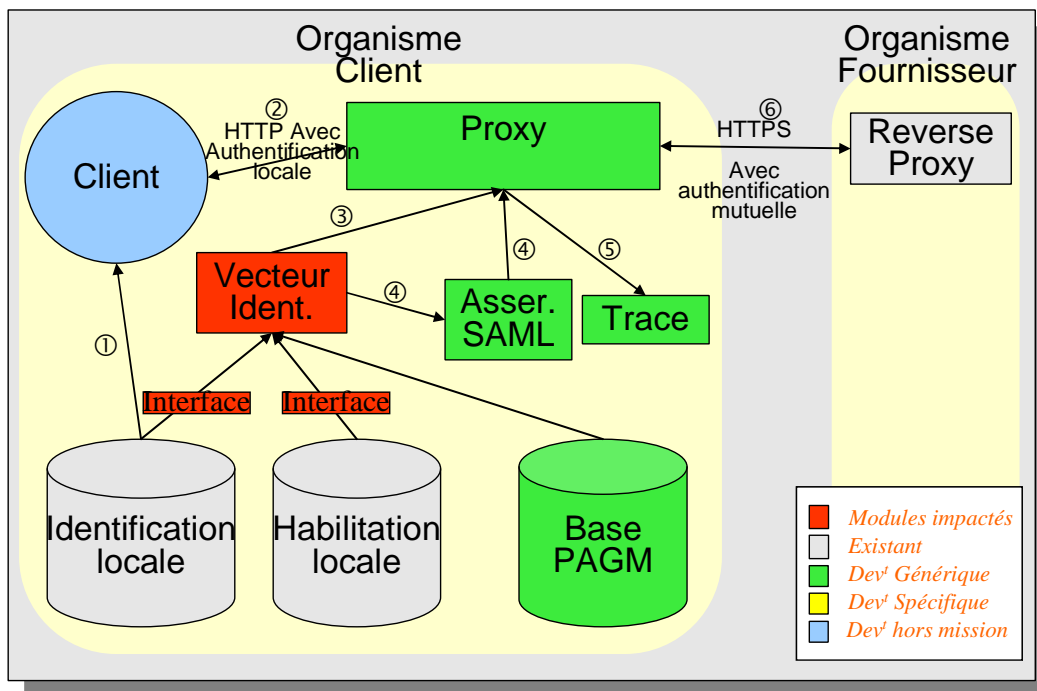 Organisme
Client
Organisme
Fournisseur
②
HTTP Avec
Authentification
locale
Proxy
⑥
HTTPS
Avec
authentification
mutuelle
Reverse
Proxy
Client
③
④
⑤
Vecteur
Ident.
④
Asser.
SAML
Trace
①
Interface
Interface
Identification
locale
Habilitation
locale
Base
PAGM
Modules impactés
Existant
Devᵗ Générique
Devᵗ Spécifique
Devᵗ hors mission